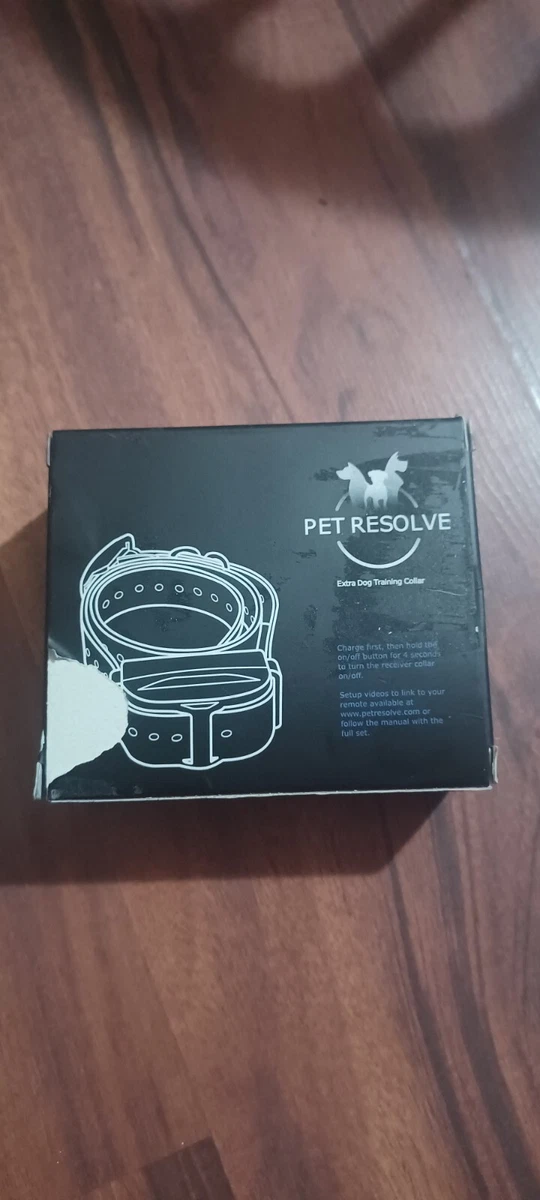 PET RESOLVE
Extra Dog Training Collar
Charge first, then hold the
on/off button for 4 seconds
to turn the receiver collar
on/off.
Setup videos to link to your
remote available at
www.petresolve.com or
follow the manual with the
full set.